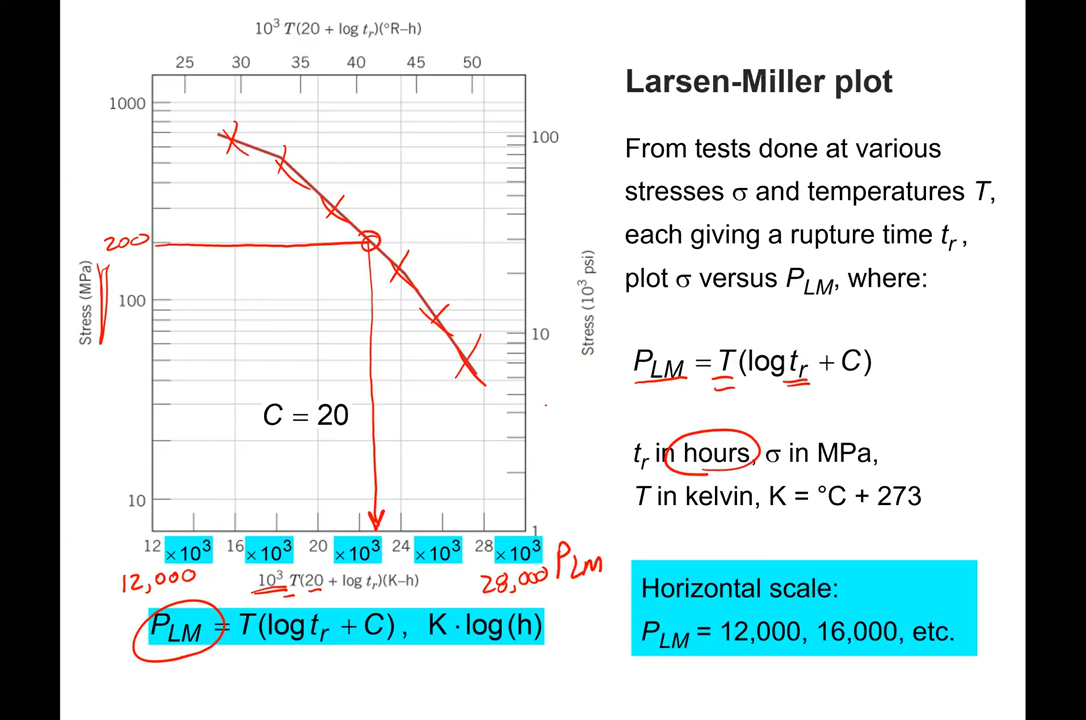 10³ T(20 + log tᵣ)(°R–h)
25 30 35 40 45 50
1000
100
200
Stress (MPa)
100
Stress (10³ psi)
10
C = 20
10
1
12 ×10³ 16 ×10³ 20 ×10³ 24 ×10³ 28 ×10³ PLM
12,000
10³ T(20 + log tᵣ)(K–h)
28,000
P_LM = T(log tᵣ + C) , K · log(h)
Larsen-Miller plot
From tests done at various
stresses σ and temperatures T,
each giving a rupture time tᵣ ,
plot σ versus P_LM, where:
P_LM = T(log tᵣ + C)
tᵣ in hours, σ in MPa,
T in kelvin, K = °C + 273
Horizontal scale:
P_LM = 12,000, 16,000, etc.